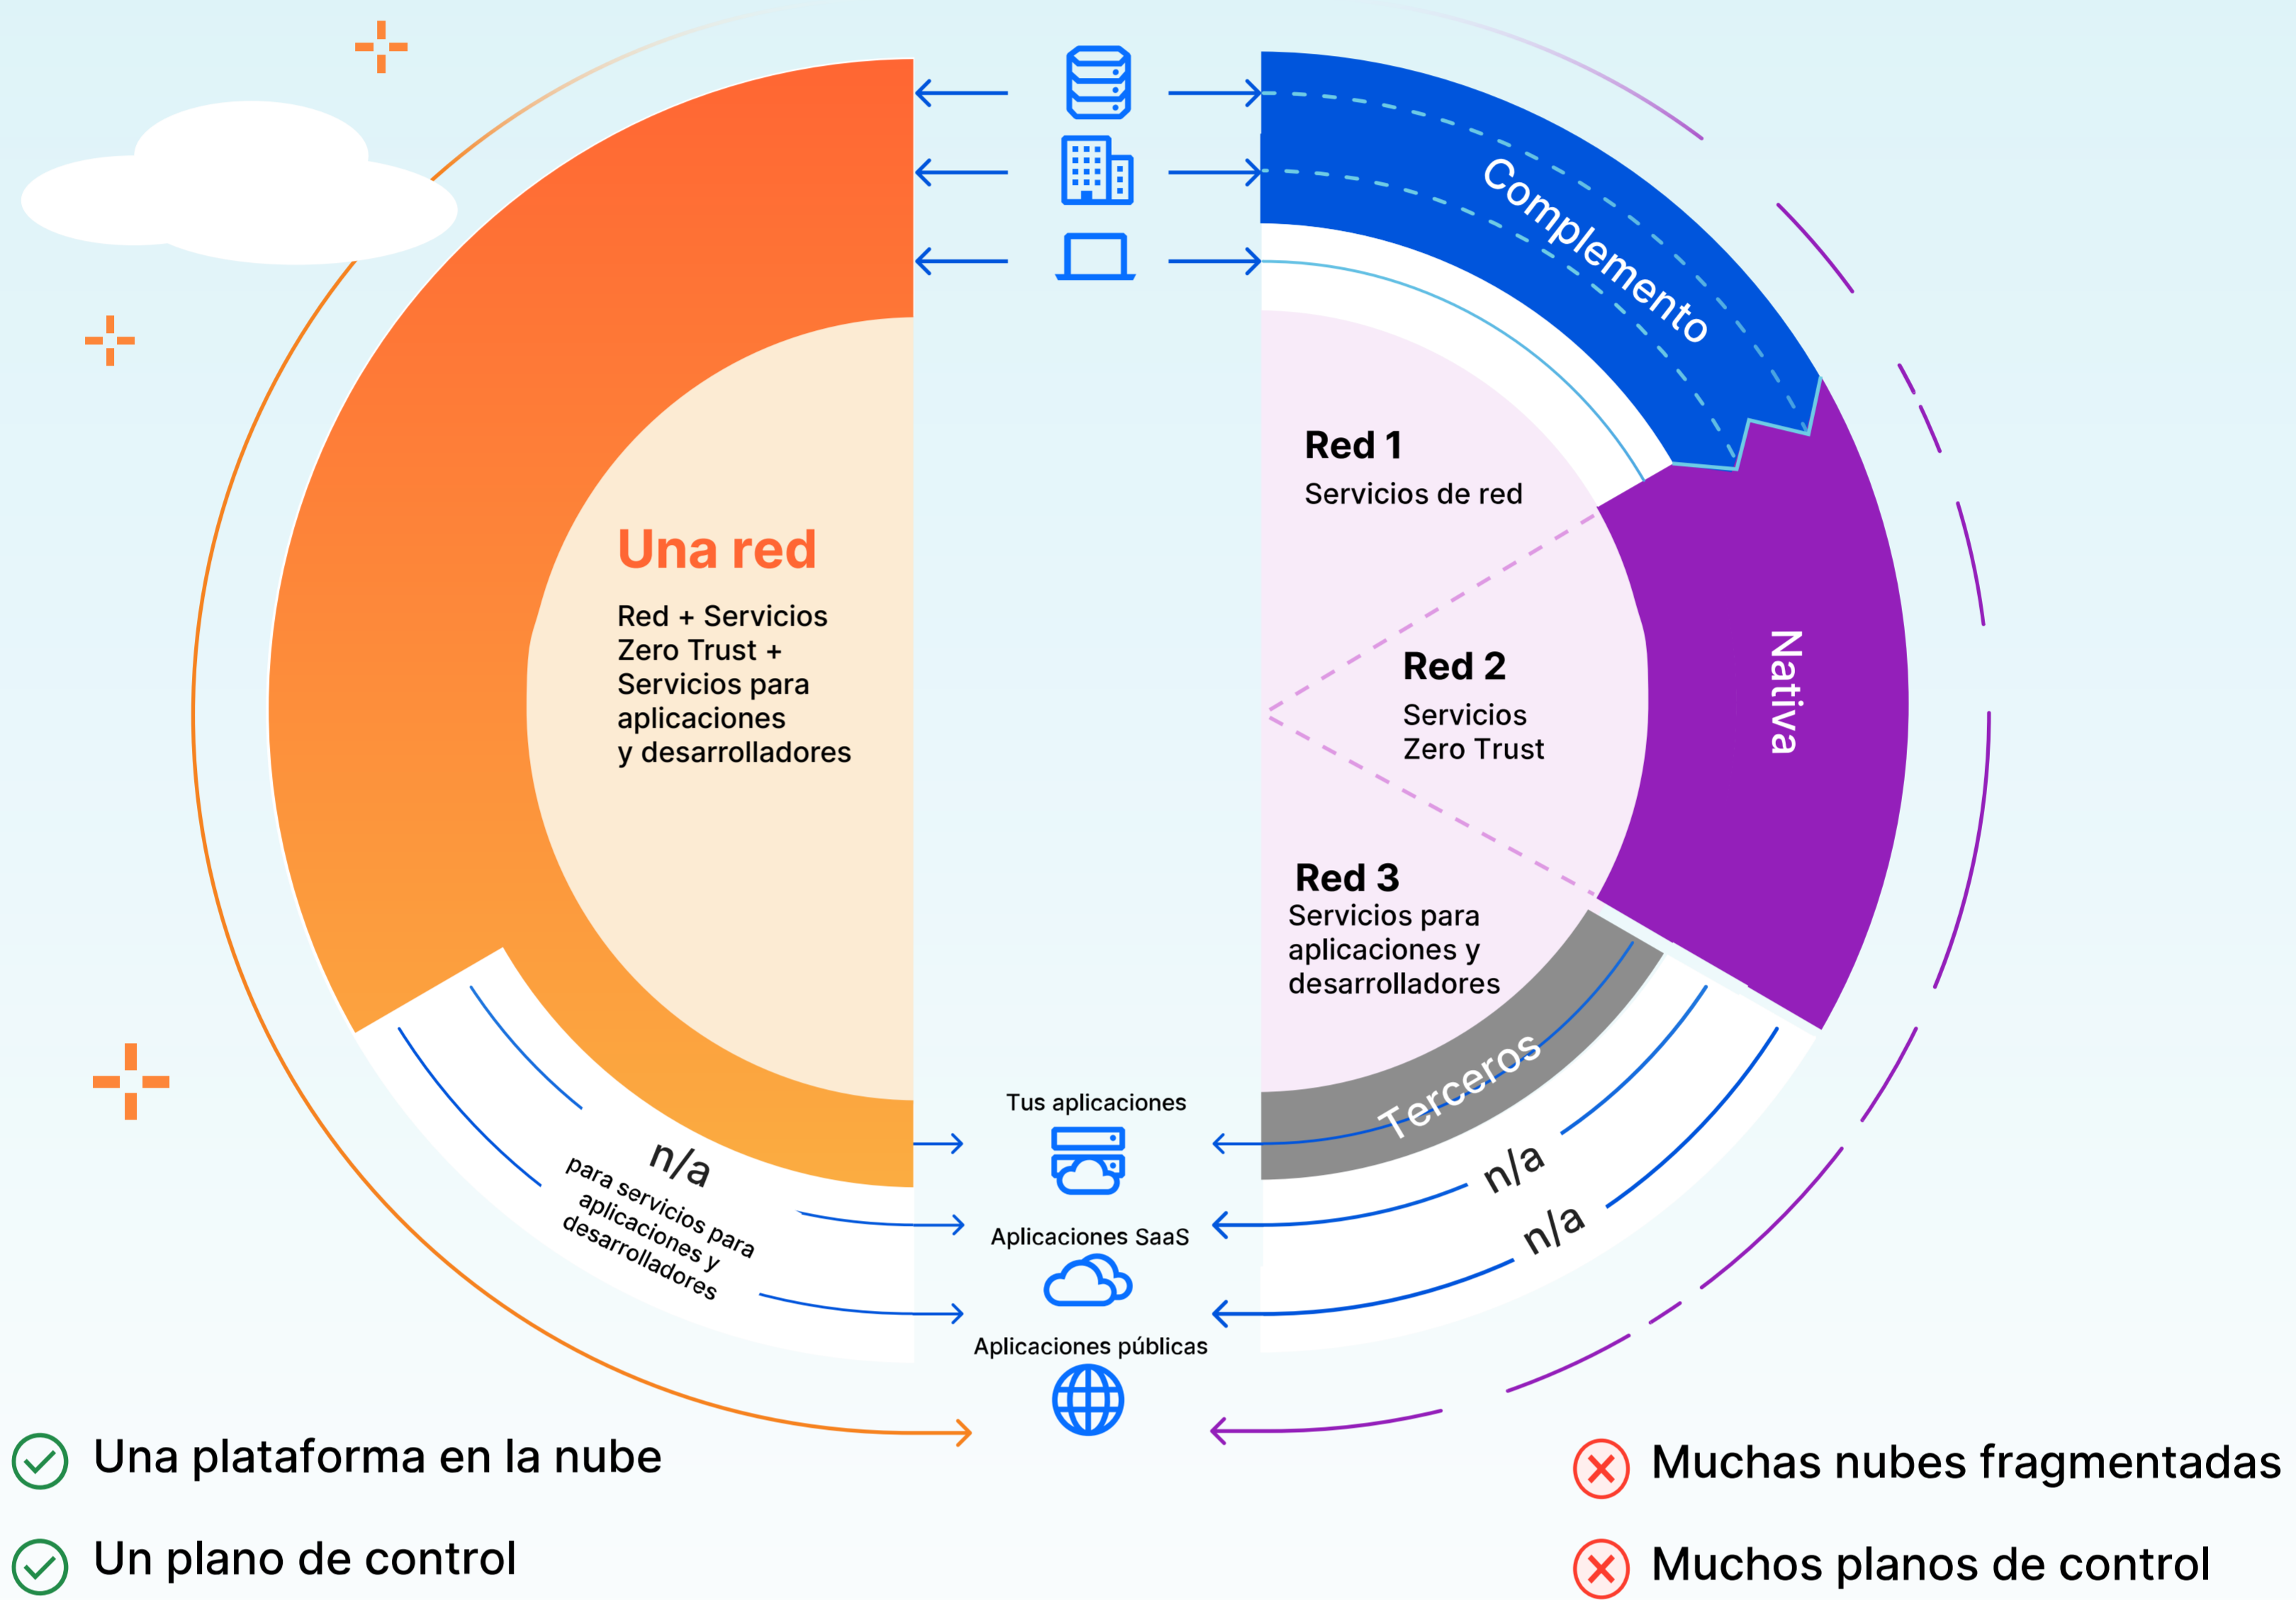 Una red
Red + Servicios
Zero Trust +
Servicios para
aplicaciones
y desarrolladores
n/a
para servicios para
aplicaciones y
desarrolladores
Tus aplicaciones
Aplicaciones SaaS
Aplicaciones públicas
Complemento
Nativa
Red 1
Servicios de red
Red 2
Servicios
Zero Trust
Red 3
Servicios para
aplicaciones y
desarrolladores
Terceros
n/a
n/a
Una plataforma en la nube
Un plano de control
Muchas nubes fragmentadas
Muchos planos de control